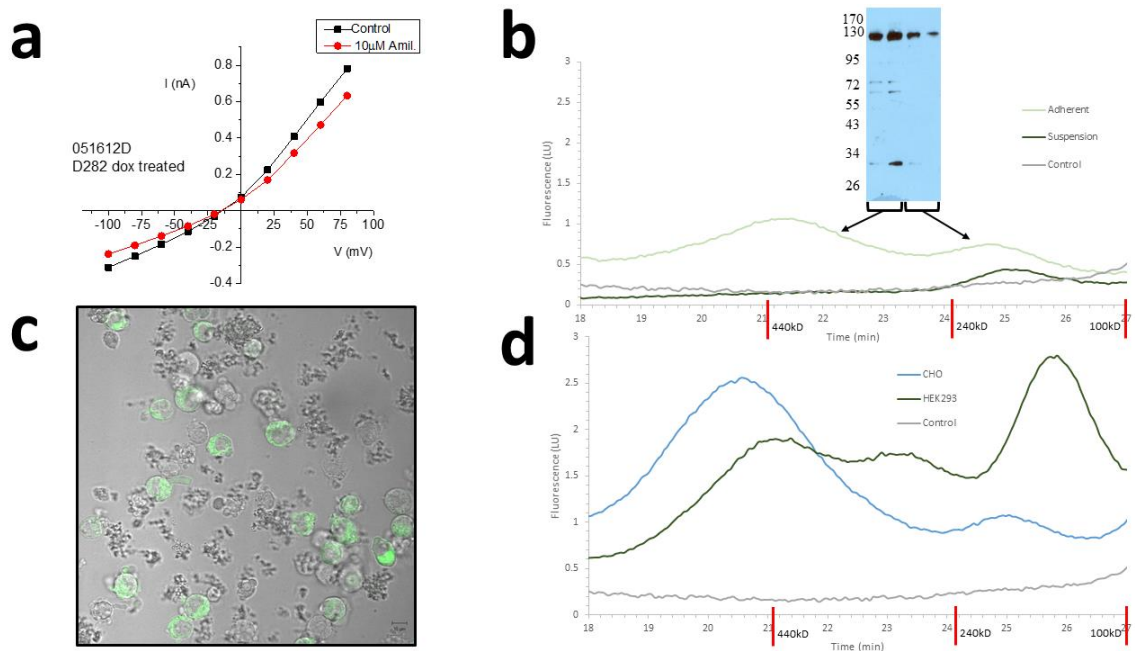 a
Control
10µM Amil.
I (nA)
0.8
0.6
0.4
0.2
-0.2
-0.4
-100 -75 -50 -25 25 50 75 100
V (mV)
051612D
D282 dox treated
b
170
130
95
72
55
43
34
26
Fluorescence (LU)
3
2.5
2
1.5
1
0.5
0
Adherent
Suspension
Control
18 19 20 21 22 23 24 25 26 27
440kD
240kD
100kD
Time (min)
c
d
Fluorescence (LU)
3
2.5
2
1.5
1
0.5
0
CHO
HEK293
Control
18 19 20 21 22 23 24 25 26 27
440kD
240kD
100kD
Time (min)